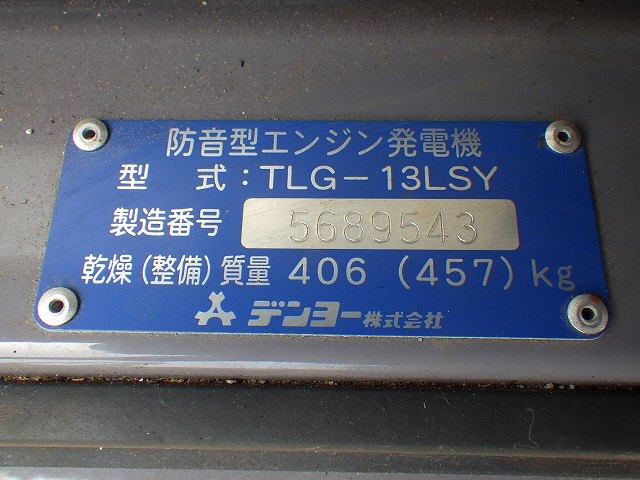 防音型エンジン発電機
型 式：TLG－13LSY
製造番号 5689543
乾燥（整備）質量 406（457）kg
デンヨー株式会社